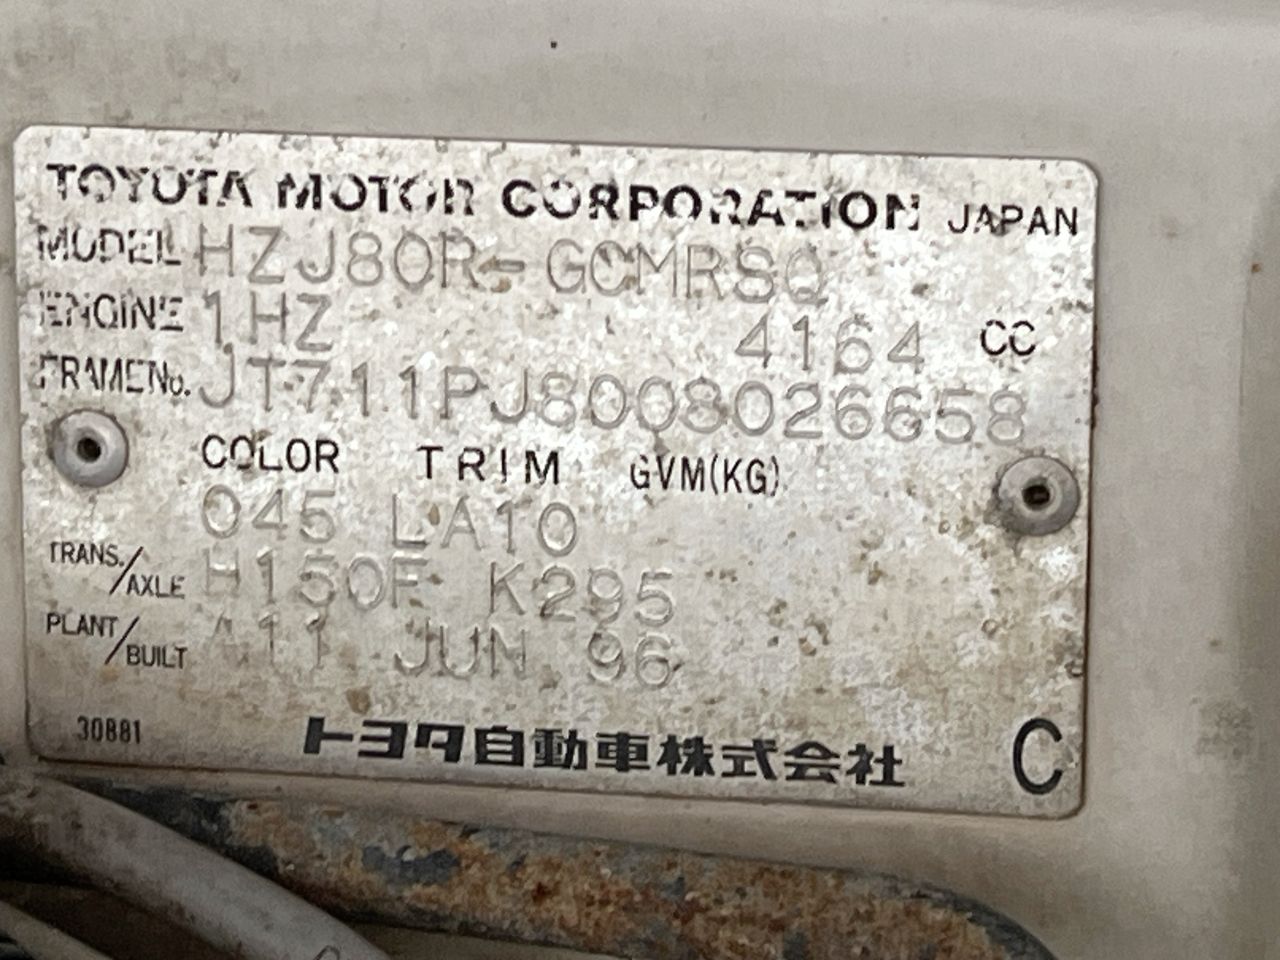 TOYOTA MOTOR CORPORATION JAPAN
MODEL HZJ80R-GCMRSQ
ENGINE 1HZ 4164 CC
FRAME No. JT711PJ8008026658
COLOR TRIM GVM(KG)
045 LA10
TRANS./AXLE H150F K295
PLANT/BUILT A11 JUN 96
30881 トヨタ自動車株式会社 C